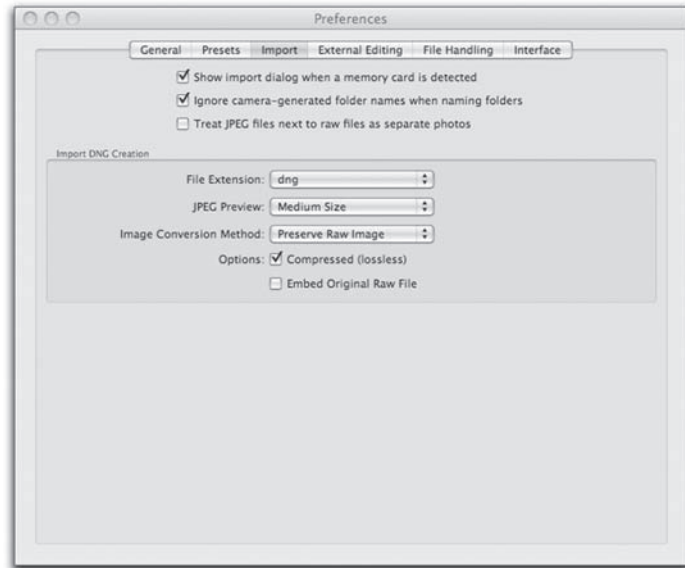 Preferences
General Presets Import External Editing File Handling Interface
Show import dialog when a memory card is detected
Ignore camera-generated folder names when naming folders
Treat JPEG files next to raw files as separate photos
Import DNG Creation
File Extension: dng
JPEG Preview: Medium Size
Image Conversion Method: Preserve Raw Image
Options: Compressed (lossless)
Embed Original Raw File